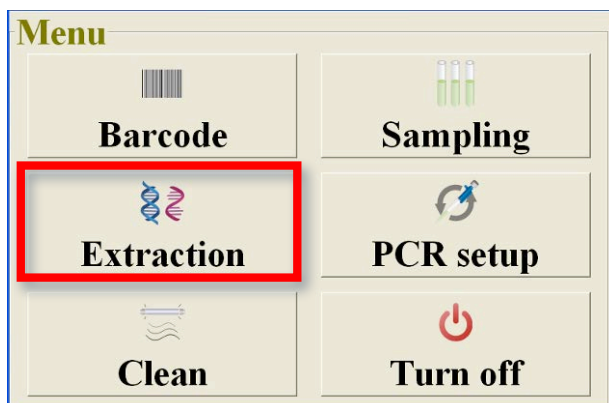 Menu
Barcode
Sampling
Extraction
PCR setup
Clean
Turn off